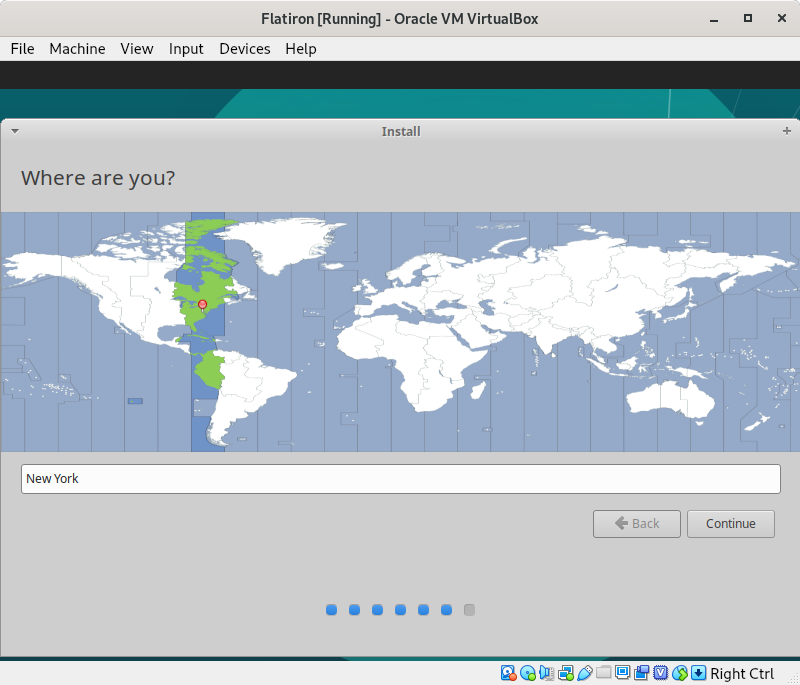 Flatiron [Running] - Oracle VM VirtualBox
File Machine View Input Devices Help
Install
Where are you?
New York
Back Continue
Right Ctrl